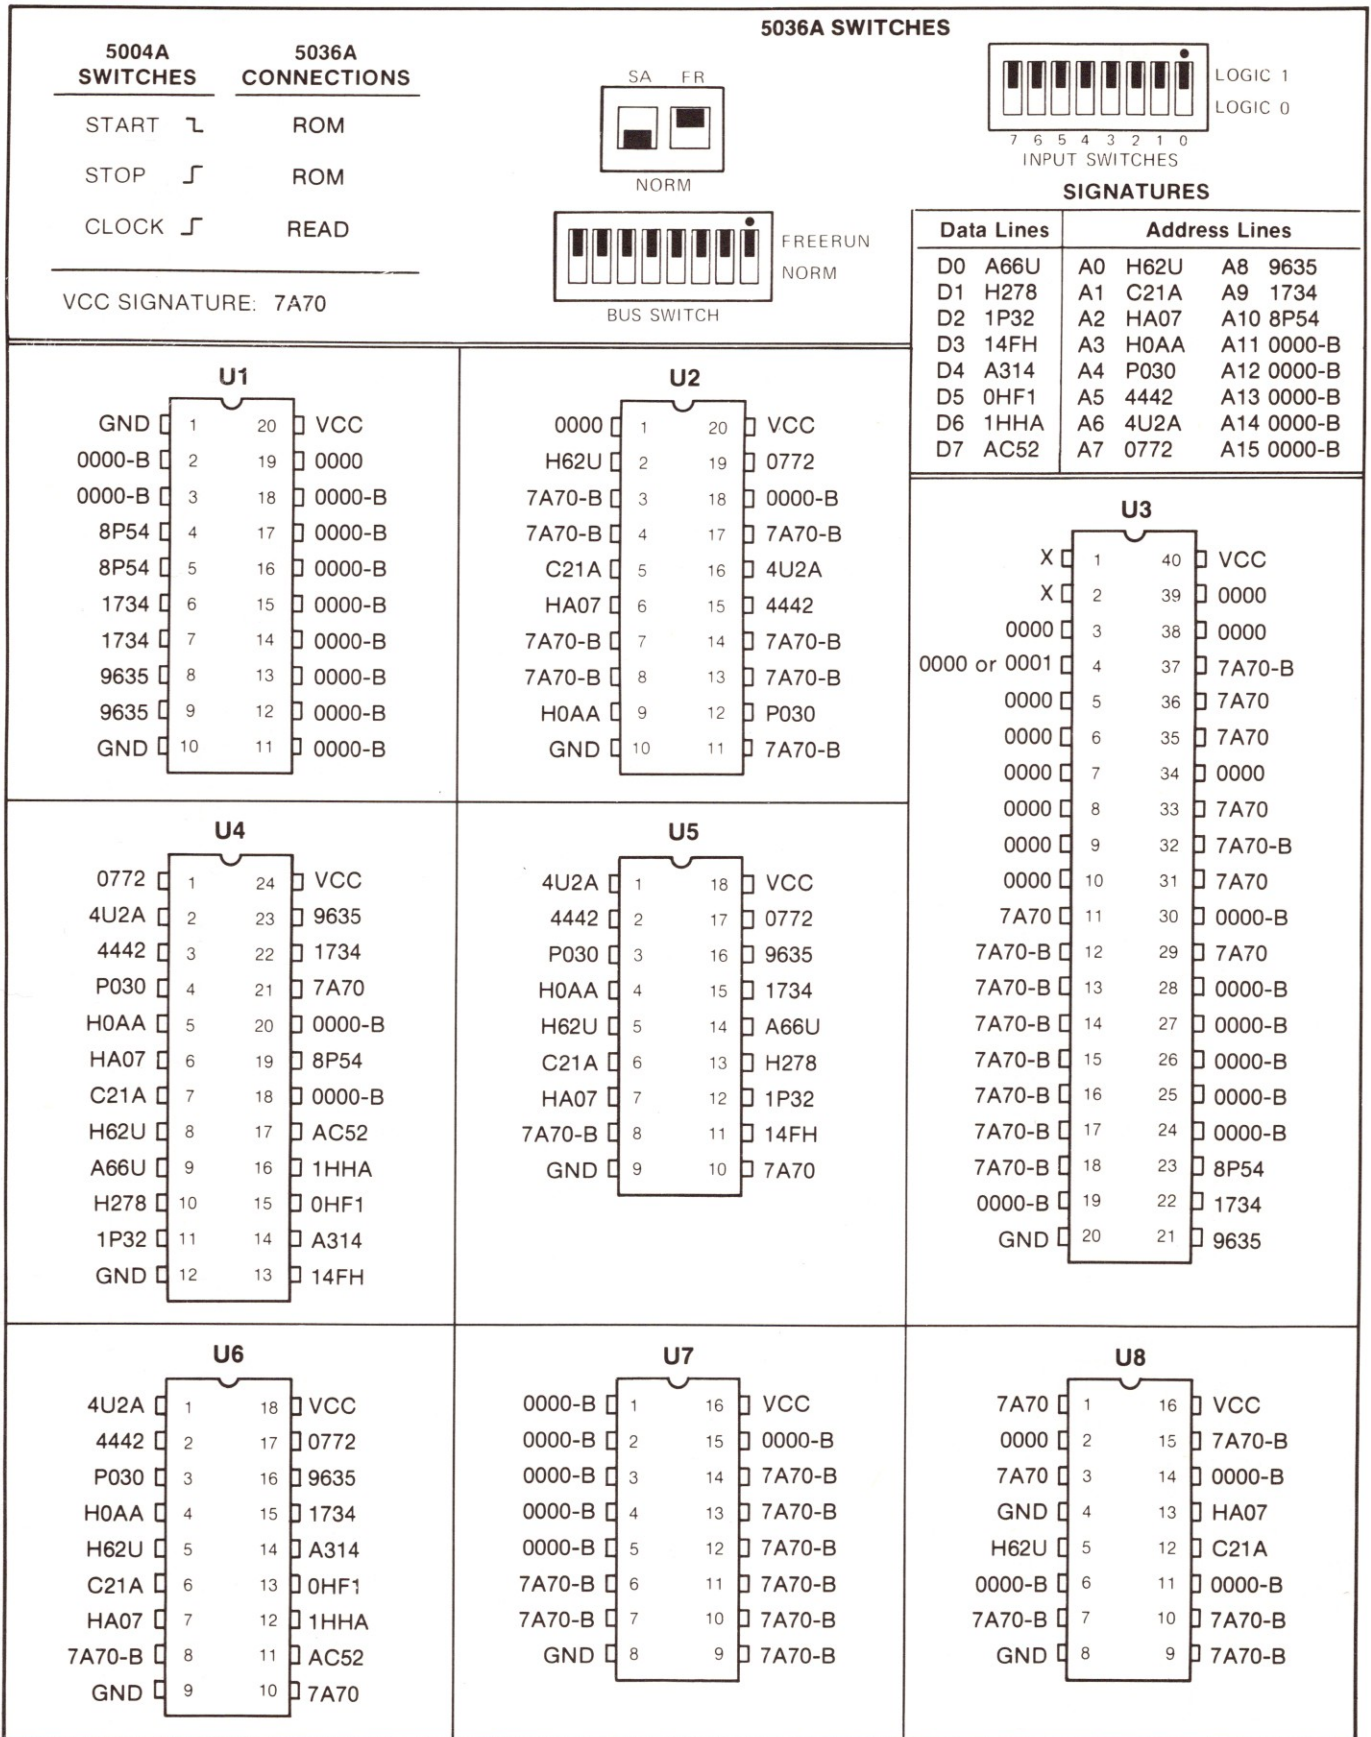 5036A SWITCHES
5004A SWITCHES
5036A CONNECTIONS
START ROM
STOP ROM
CLOCK READ
VCC SIGNATURE: 7A70
SA FR
NORM
FREERUN
NORM
BUS SWITCH
LOGIC 1
LOGIC 0
7 6 5 4 3 2 1 0
INPUT SWITCHES
SIGNATURES
Data Lines Address Lines
D0 A66U A0 H62U A8 9635
D1 H278 A1 C21A A9 1734
D2 1P32 A2 HA07 A10 8P54
D3 14FH A3 H0AA A11 0000-B
D4 A314 A4 P030 A12 0000-B
D5 0HF1 A5 4442 A13 0000-B
D6 1HHA A6 4U2A A14 0000-B
D7 AC52 A7 0772 A15 0000-B
U1
GND 1 20 VCC
0000-B 2 19 0000
0000-B 3 18 0000-B
8P54 4 17 0000-B
8P54 5 16 0000-B
1734 6 15 0000-B
1734 7 14 0000-B
9635 8 13 0000-B
9635 9 12 0000-B
GND 10 11 0000-B
U2
0000 1 20 VCC
H62U 2 19 0772
7A70-B 3 18 0000-B
7A70-B 4 17 7A70-B
C21A 5 16 4U2A
HA07 6 15 4442
7A70-B 7 14 7A70-B
7A70-B 8 13 7A70-B
H0AA 9 12 P030
GND 10 11 7A70-B
U3
X 1 40 VCC
X 2 39 0000
0000 3 38 0000
0000 or 0001 4 37 7A70-B
0000 5 36 7A70
0000 6 35 7A70
0000 7 34 0000
0000 8 33 7A70
0000 9 32 7A70-B
0000 10 31 7A70
7A70 11 30 0000-B
7A70-B 12 29 7A70
7A70-B 13 28 0000-B
7A70-B 14 27 0000-B
7A70-B 15 26 0000-B
7A70-B 16 25 0000-B
7A70-B 17 24 0000-B
7A70-B 18 23 8P54
0000-B 19 22 1734
GND 20 21 9635
U4
0772 1 24 VCC
4U2A 2 23 9635
4442 3 22 1734
P030 4 21 7A70
H0AA 5 20 0000-B
HA07 6 19 8P54
C21A 7 18 0000-B
H62U 8 17 AC52
A66U 9 16 1HHA
H278 10 15 0HF1
1P32 11 14 A314
GND 12 13 14FH
U5
4U2A 1 18 VCC
4442 2 17 0772
P030 3 16 9635
H0AA 4 15 1734
H62U 5 14 A66U
C21A 6 13 H278
HA07 7 12 1P32
7A70-B 8 11 14FH
GND 9 10 7A70
U6
4U2A 1 18 VCC
4442 2 17 0772
P030 3 16 9635
H0AA 4 15 1734
H62U 5 14 A314
C21A 6 13 0HF1
HA07 7 12 1HHA
7A70-B 8 11 AC52
GND 9 10 7A70
U7
0000-B 1 16 VCC
0000-B 2 15 0000-B
0000-B 3 14 7A70-B
0000-B 4 13 7A70-B
0000-B 5 12 7A70-B
7A70-B 6 11 7A70-B
7A70-B 7 10 7A70-B
GND 8 9 7A70-B
U8
7A70 1 16 VCC
0000 2 15 7A70-B
7A70 3 14 0000-B
GND 4 13 HA07
H62U 5 12 C21A
0000-B 6 11 0000-B
7A70-B 7 10 7A70-B
GND 8 9 7A70-B